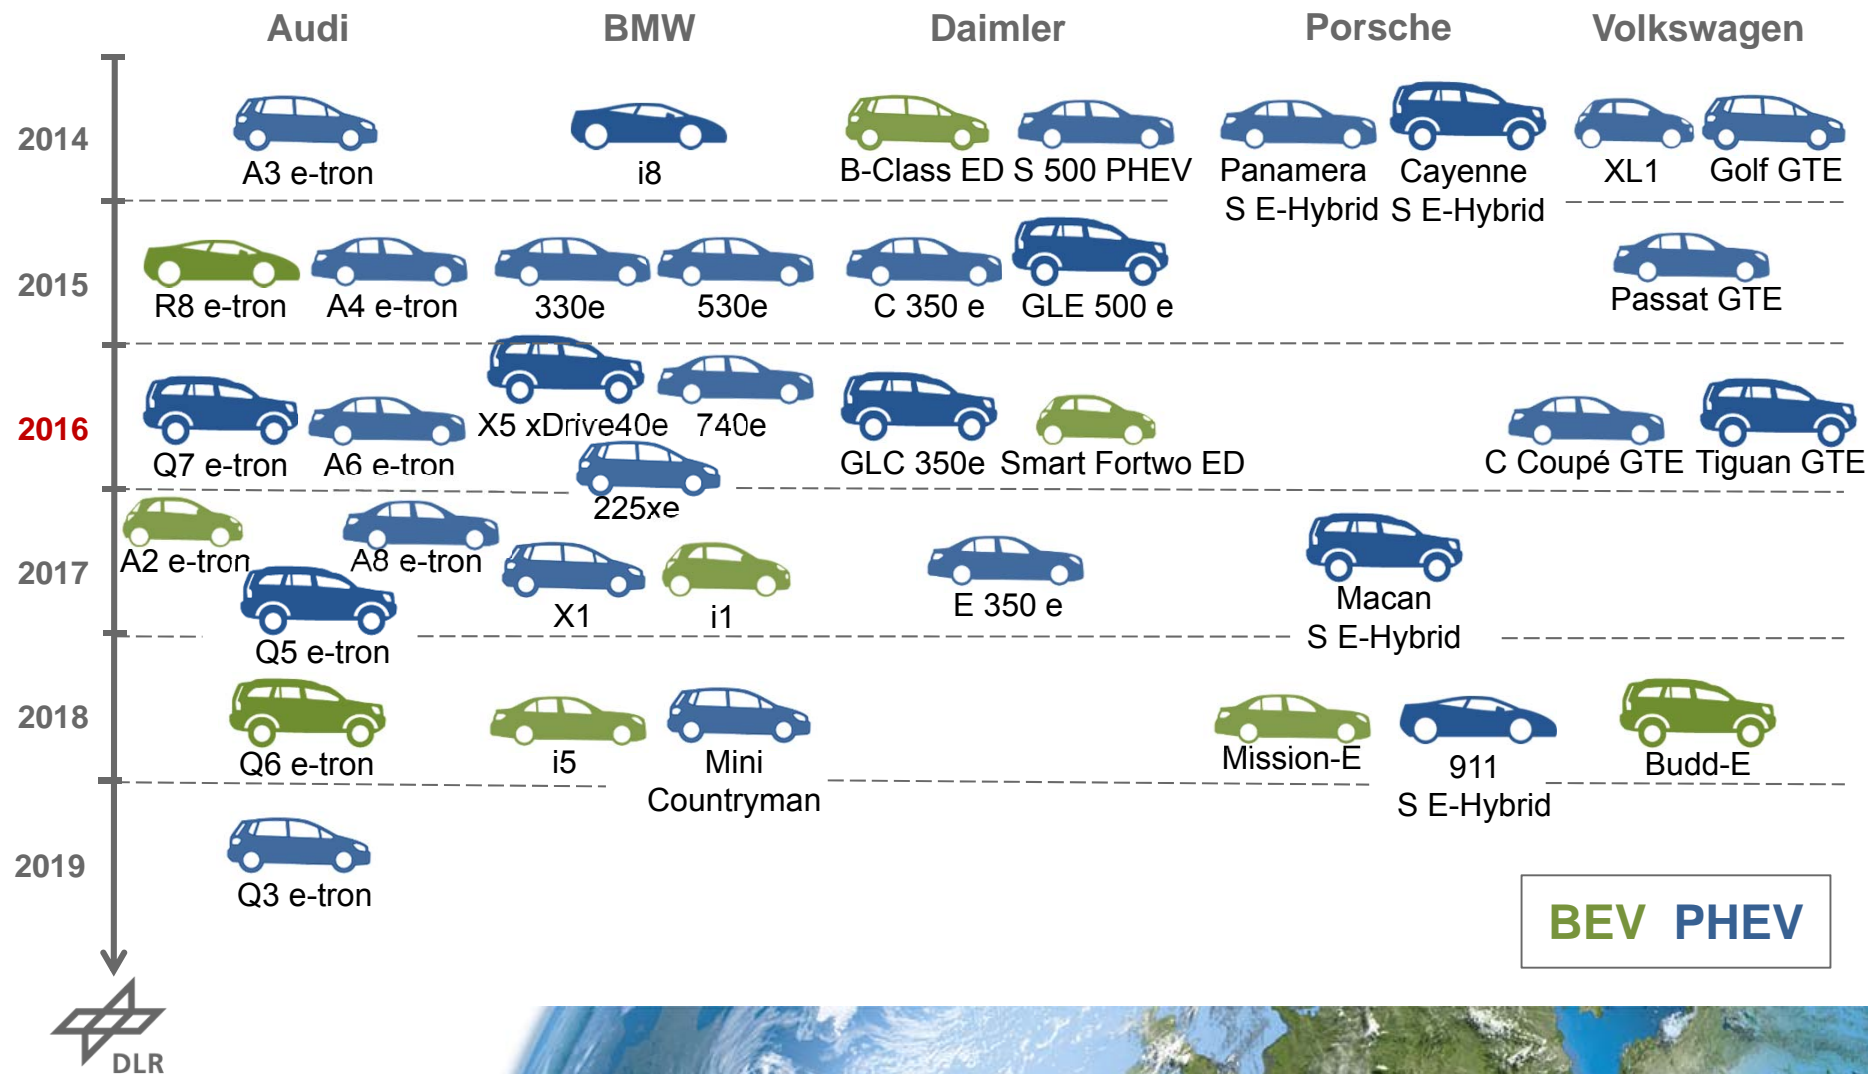 Audi BMW Daimler Porsche Volkswagen
2014
A3 e-tron i8 B-Class ED S 500 PHEV Panamera
S E-Hybrid Cayenne
S E-Hybrid XL1 Golf GTE
2015
R8 e-tron A4 e-tron 330e 530e C 350 e GLE 500 e Passat GTE
2016
X5 xDrive40e 740e
Q7 e-tron A6 e-tron GLC 350e Smart Fortwo ED C Coupé GTE Tiguan GTE
225xe
2017
A2 e-tron A8 e-tron
X1 i1 E 350 e Macan
S E-Hybrid
Q5 e-tron
2018
Q6 e-tron i5 Mini
Countryman Mission-E 911
S E-Hybrid Budd-E
2019
Q3 e-tron
BEV PHEV
DLR